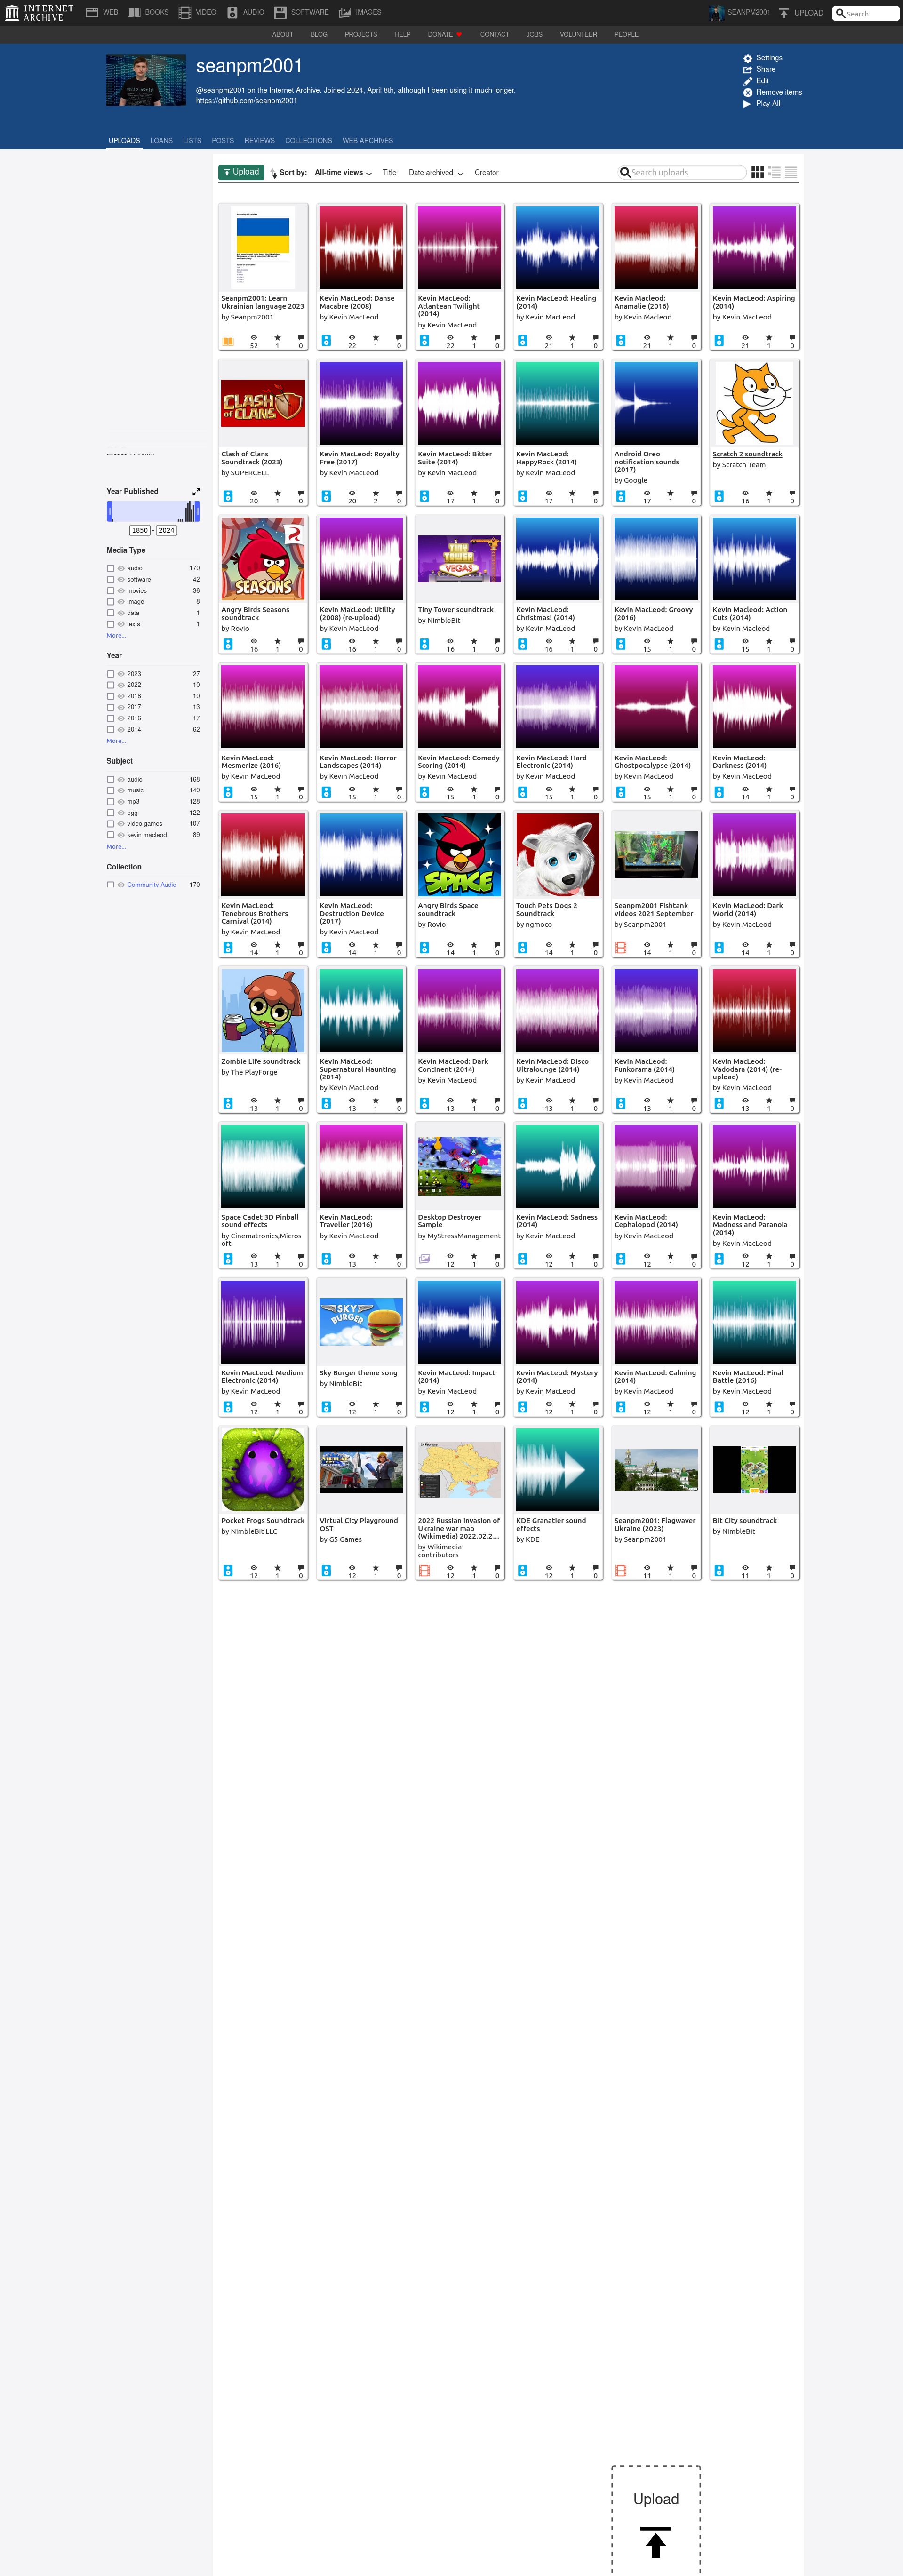 INTERNET ARCHIVE
WEB
BOOKS
VIDEO
AUDIO
SOFTWARE
IMAGES
SEANPM2001
UPLOAD
Search
ABOUT
BLOG
PROJECTS
HELP
DONATE
CONTACT
JOBS
VOLUNTEER
PEOPLE
seanpm2001
@seanpm2001 on the Internet Archive. Joined 2024, April 8th, although I been using it much longer.
https://github.com/seanpm2001
Settings
Share
Edit
Remove items
Play All
UPLOADS
LOANS
LISTS
POSTS
REVIEWS
COLLECTIONS
WEB ARCHIVES
Upload
Sort by:
All-time views
Title
Date archived
Creator
Search uploads
Year Published
1850 - 2024
Media Type
audio 170
software 42
movies 36
image 8
data 1
texts 1
More...
Year
2023 27
2022 10
2018 10
2017 13
2016 17
2014 62
More...
Subject
audio 168
music 149
mp3 128
ogg 122
video games 107
kevin macleod 89
More...
Collection
Community Audio 170
Seanpm2001: Learn
Ukrainian language 2023
by Seanpm2001
52 1 0
Kevin MacLeod: Danse
Macabre (2008)
by Kevin MacLeod
22 1 0
Kevin MacLeod:
Atlantean Twilight
(2014)
by Kevin MacLeod
22 1 0
Kevin MacLeod: Healing
(2014)
by Kevin MacLeod
21 1 0
Kevin Macleod:
Anamalie (2016)
by Kevin Macleod
21 1 0
Kevin MacLeod: Aspiring
(2014)
by Kevin MacLeod
21 1 0
CLASH
OF CLANS
Clash of Clans
Soundtrack (2023)
by SUPERCELL
20 1 0
Kevin MacLeod: Royalty
Free (2017)
by Kevin MacLeod
20 2 0
Kevin MacLeod: Bitter
Suite (2014)
by Kevin MacLeod
17 1 0
Kevin MacLeod:
HappyRock (2014)
by Kevin MacLeod
17 1 0
Android Oreo
notification sounds
(2017)
by Google
17 1 0
Scratch 2 soundtrack
by Scratch Team
16 1 0
SEASONS
Angry Birds Seasons
soundtrack
by Rovio
16 1 0
Kevin MacLeod: Utility
(2008) (re-upload)
by Kevin MacLeod
16 1 0
TINY
TOWER
VEGAS
Tiny Tower soundtrack
by NimbleBit
16 1 0
Kevin MacLeod:
Christmas! (2014)
by Kevin MacLeod
16 1 0
Kevin MacLeod: Groovy
(2016)
by Kevin MacLeod
15 1 0
Kevin Macleod: Action
Cuts (2014)
by Kevin Macleod
15 1 0
Kevin MacLeod:
Mesmerize (2016)
by Kevin MacLeod
15 1 0
Kevin MacLeod: Horror
Landscapes (2014)
by Kevin MacLeod
15 1 0
Kevin MacLeod: Comedy
Scoring (2014)
by Kevin MacLeod
15 1 0
Kevin MacLeod: Hard
Electronic (2014)
by Kevin MacLeod
15 1 0
Kevin MacLeod:
Ghostpocalypse (2014)
by Kevin MacLeod
15 1 0
Kevin MacLeod:
Darkness (2014)
by Kevin MacLeod
14 1 0
Kevin MacLeod:
Tenebrous Brothers
Carnival (2014)
by Kevin MacLeod
14 1 0
Kevin MacLeod:
Destruction Device
(2017)
by Kevin MacLeod
14 1 0
SPACE
Angry Birds Space
soundtrack
by Rovio
14 1 0
Touch Pets Dogs 2
Soundtrack
by ngmoco
14 1 0
Seanpm2001 Fishtank
videos 2021 September
by Seanpm2001
14 1 0
Kevin MacLeod: Dark
World (2014)
by Kevin MacLeod
14 1 0
Zombie Life soundtrack
by The PlayForge
13 1 0
Kevin MacLeod:
Supernatural Haunting
(2014)
by Kevin MacLeod
13 1 0
Kevin MacLeod: Dark
Continent (2014)
by Kevin MacLeod
13 1 0
Kevin MacLeod: Disco
Ultralounge (2014)
by Kevin MacLeod
13 1 0
Kevin MacLeod:
Funkorama (2014)
by Kevin MacLeod
13 1 0
Kevin MacLeod:
Vadodara (2014) (re-
upload)
by Kevin MacLeod
13 1 0
Space Cadet 3D Pinball
sound effects
by Cinematronics,Micros
oft
13 1 0
Kevin MacLeod:
Traveller (2016)
by Kevin MacLeod
13 1 0
Desktop Destroyer
Sample
by MyStressManagement
12 1 0
Kevin MacLeod: Sadness
(2014)
by Kevin MacLeod
12 1 0
Kevin MacLeod:
Cephalopod (2014)
by Kevin MacLeod
12 1 0
Kevin MacLeod:
Madness and Paranoia
(2014)
by Kevin MacLeod
12 1 0
Kevin MacLeod: Medium
Electronic (2014)
by Kevin MacLeod
12 1 0
SKY
BURGER
Sky Burger theme song
by NimbleBit
12 1 0
Kevin MacLeod: Impact
(2014)
by Kevin MacLeod
12 1 0
Kevin MacLeod: Mystery
(2014)
by Kevin MacLeod
12 1 0
Kevin MacLeod: Calming
(2014)
by Kevin MacLeod
12 1 0
Kevin MacLeod: Final
Battle (2016)
by Kevin MacLeod
12 1 0
Pocket Frogs Soundtrack
by NimbleBit LLC
12 1 0
Virtual City Playground
OST
by G5 Games
12 1 0
2022 Russian invasion of
Ukraine war map
(Wikimedia) 2022.02.2...
by Wikimedia
contributors
12 1 0
KDE Granatier sound
effects
by KDE
12 1 0
Seanpm2001: Flagwaver
Ukraine (2023)
by Seanpm2001
11 1 0
Bit City soundtrack
by NimbleBit
11 1 0
Upload